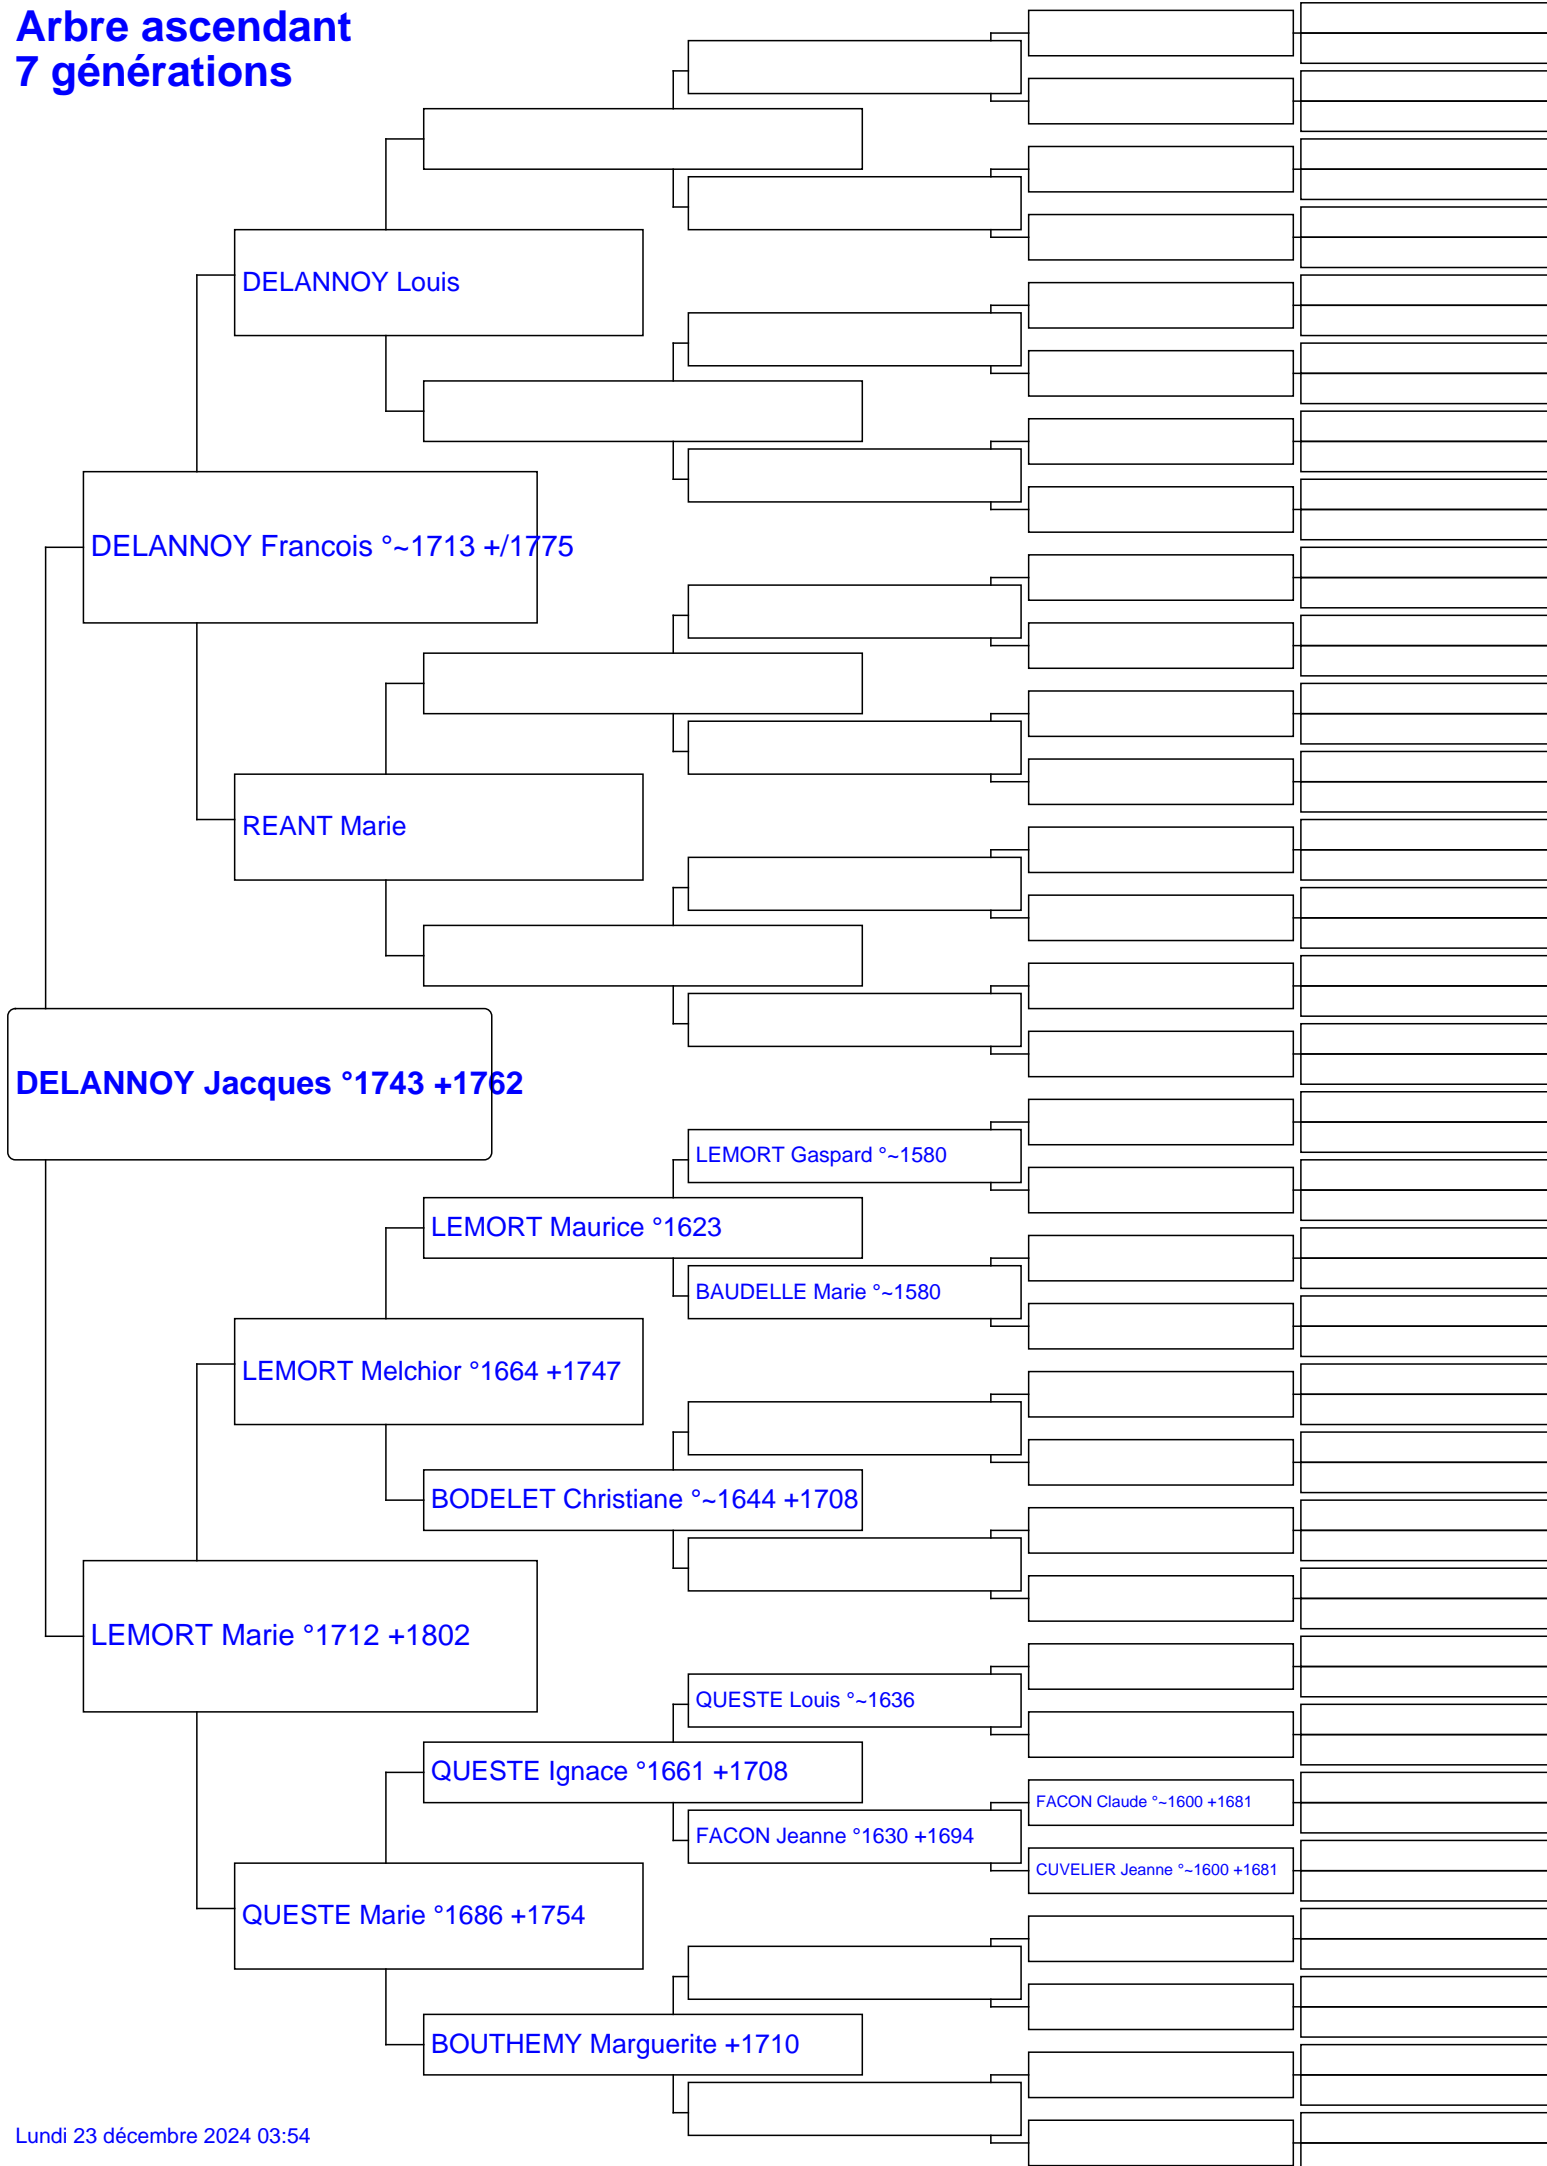 Arbre ascendant
7 générations
DELANNOY Louis
DELANNOY Francois °~1713 +/1775
REANT Marie
DELANNOY Jacques °1743 +1762
LEMORT Gaspard °~1580
LEMORT Maurice °1623
BAUDELLE Marie °~1580
LEMORT Melchior °1664 +1747
BODELET Christiane °~1644 +1708
LEMORT Marie °1712 +1802
QUESTE Louis °~1636
QUESTE Ignace °1661 +1708
FACON Claude °~1600 +1681
FACON Jeanne °1630 +1694
CUVELIER Jeanne °~1600 +1681
QUESTE Marie °1686 +1754
BOUTHEMY Marguerite +1710
Lundi 23 décembre 2024 03:54